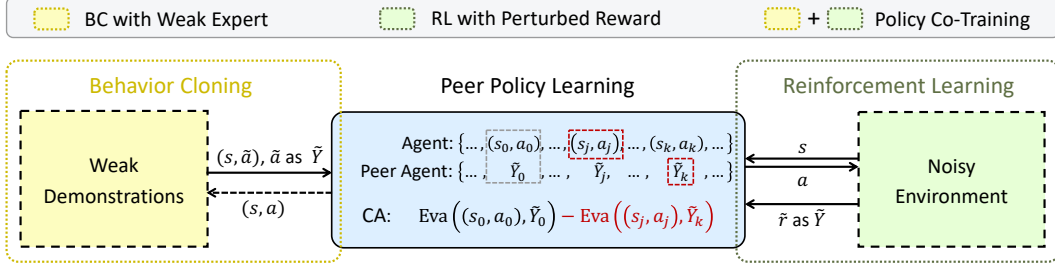 BC with Weak Expert
RL with Perturbed Reward
+
Policy Co-Training
Behavior Cloning
Peer Policy Learning
Reinforcement Learning
Weak
Demonstrations
(s, ã), ã as Ỹ
(s, a)
Agent: {… , (s₀, a₀), … , (sⱼ, aⱼ), … , (sₖ, aₖ), … }
Peer Agent: {… , Ỹ₀ , … , Ỹⱼ, … , Ỹₖ , … }
CA: Eva ((s₀, a₀), Ỹ₀) − Eva ((sⱼ, aⱼ), Ỹₖ)
s
a
r̃ as Ỹ
Noisy
Environment